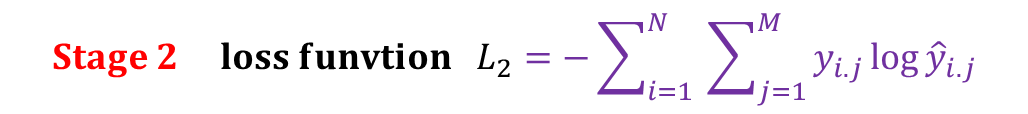 Stage 2 loss funvtion L₂ = − ∑ᵢ₌₁ᴺ ∑ⱼ₌₁ᴹ yᵢ.ⱼ log ŷᵢ.ⱼ